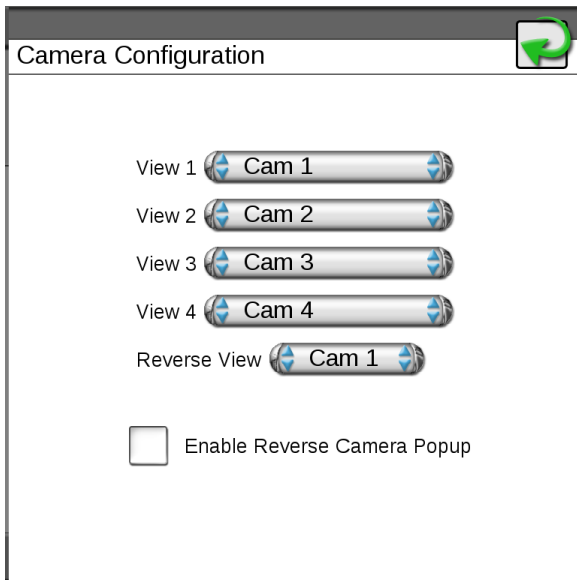 Camera Configuration
View 1 Cam 1
View 2 Cam 2
View 3 Cam 3
View 4 Cam 4
Reverse View Cam 1
Enable Reverse Camera Popup